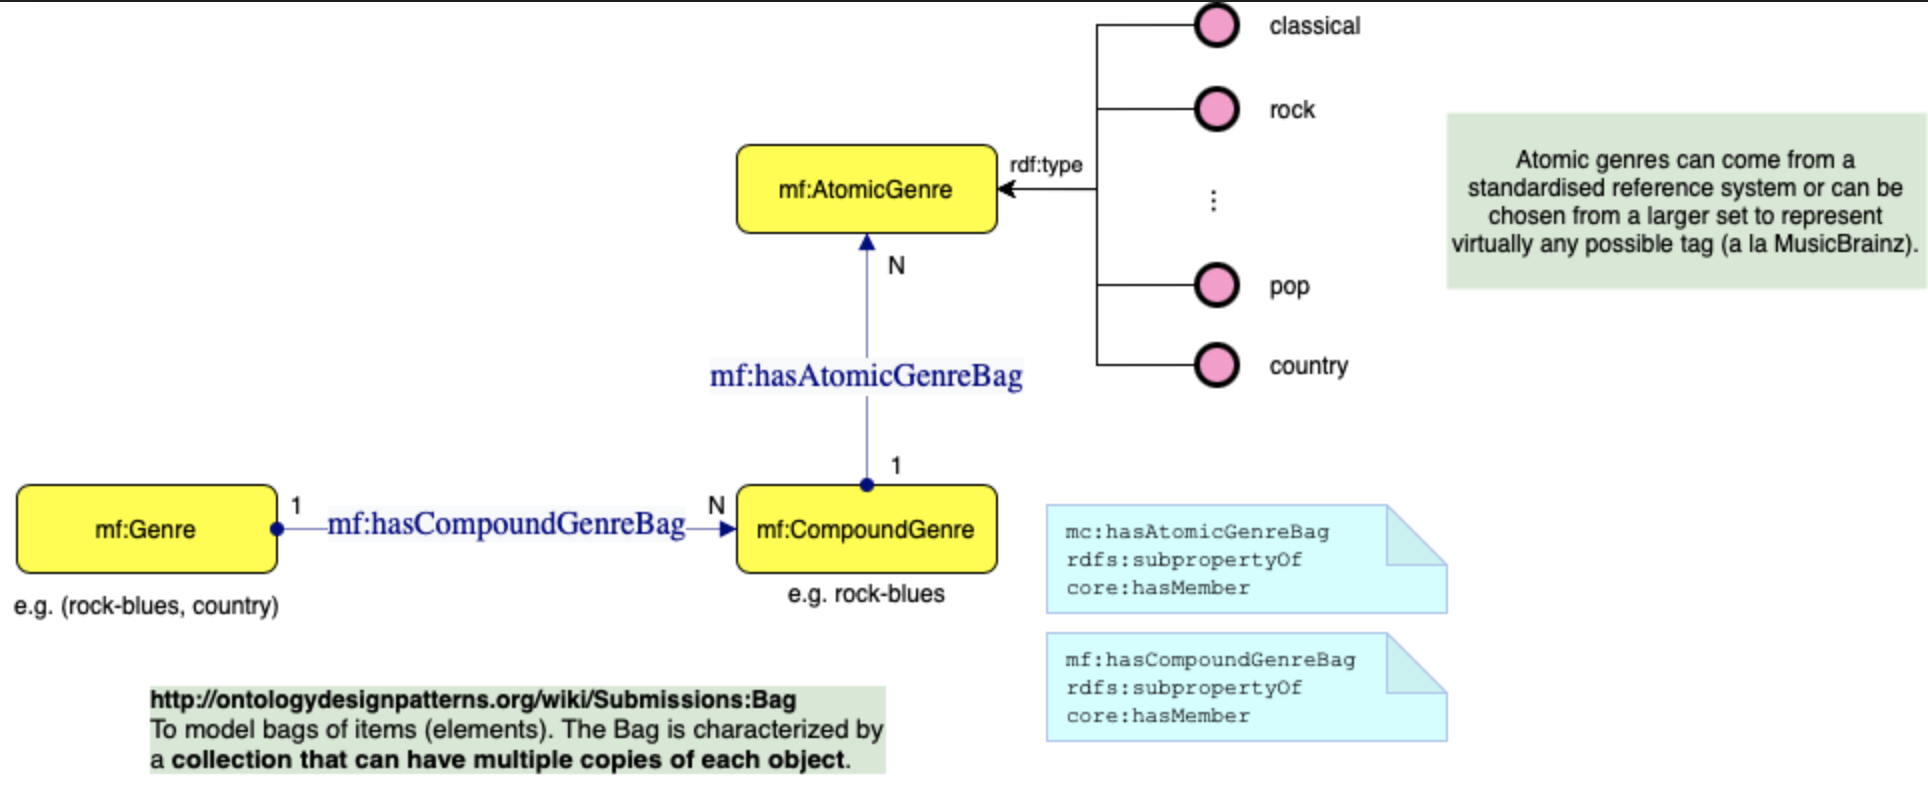 classical
rock
Atomic genres can come from a
standardised reference system or can be
chosen from a larger set to represent
virtually any possible tag (a la MusicBrainz).
rdf:type
mf:AtomicGenre
⋮
N
pop
country
mf:hasAtomicGenreBag
1
mf:Genre
1
mf:hasCompoundGenreBag
N
mf:CompoundGenre
e.g. (rock-blues, country)
e.g. rock-blues
mc:hasAtomicGenreBag
rdfs:subpropertyOf
core:hasMember
mf:hasCompoundGenreBag
rdfs:subpropertyOf
core:hasMember
http://ontologydesignpatterns.org/wiki/Submissions:Bag
To model bags of items (elements). The Bag is characterized by
a collection that can have multiple copies of each object.